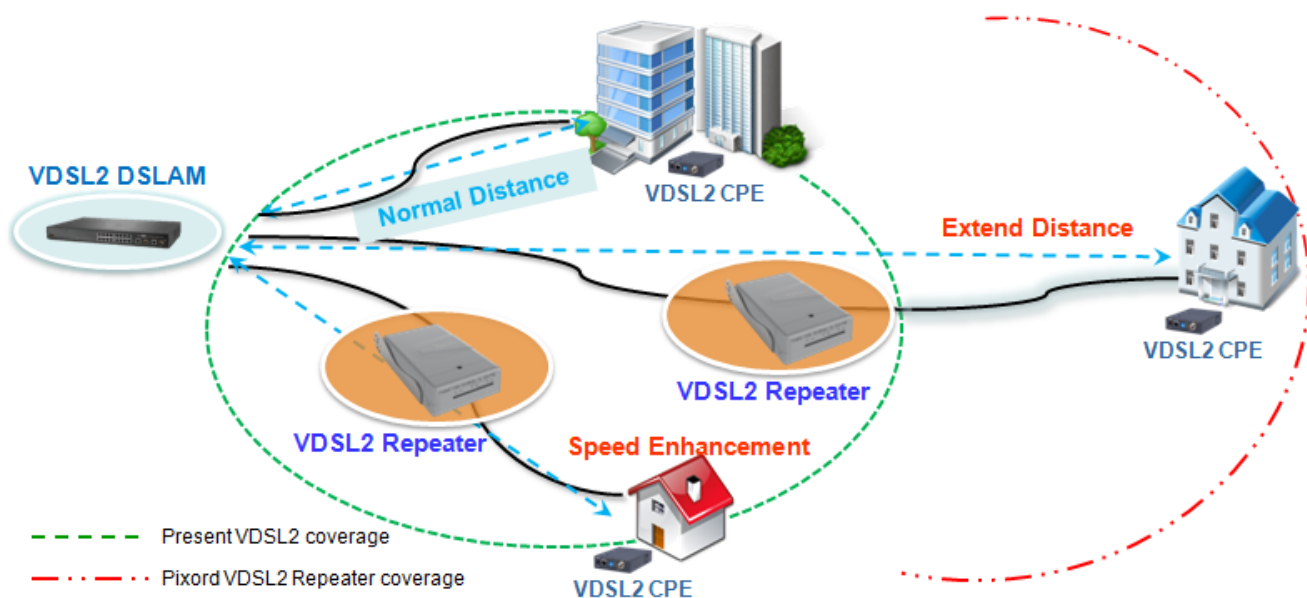 VDSL2 DSLAM
Normal Distance
VDSL2 CPE
Extend Distance
VDSL2 CPE
VDSL2 Repeater
VDSL2 Repeater
Speed Enhancement
VDSL2 CPE
Present VDSL2 coverage
Pixord VDSL2 Repeater coverage